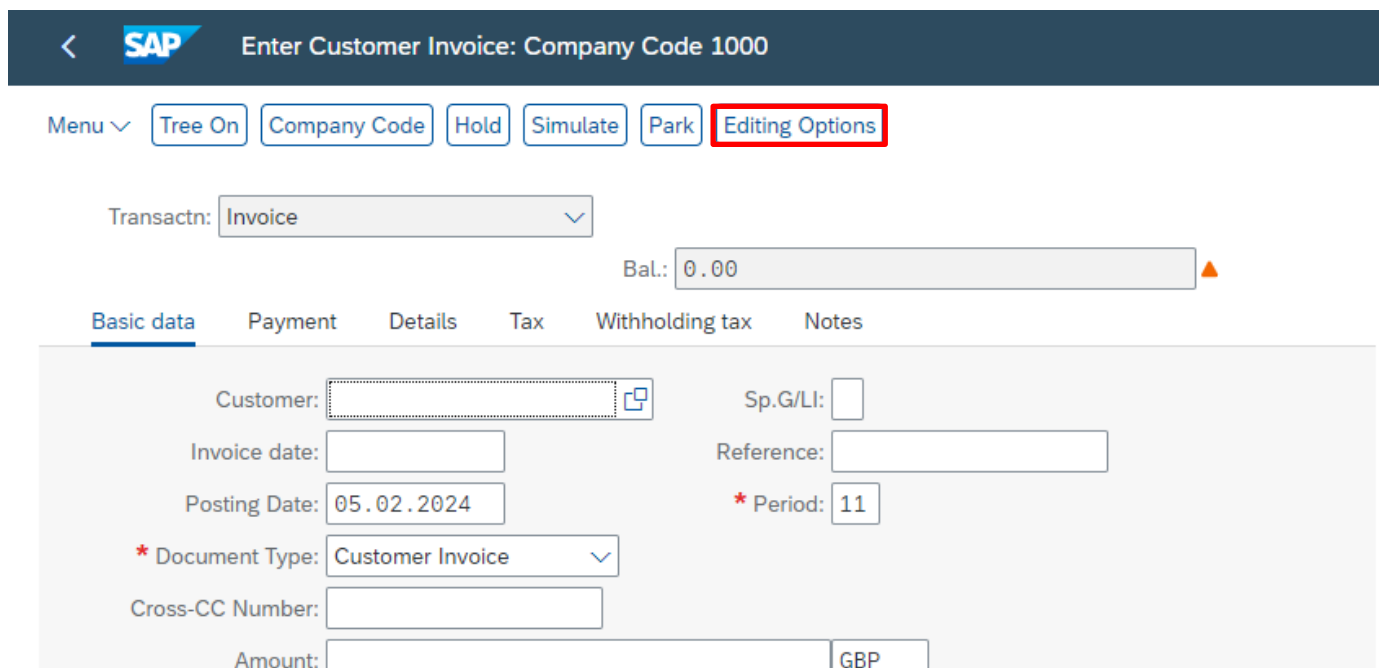 SAP Enter Customer Invoice: Company Code 1000
Menu Tree On Company Code Hold Simulate Park Editing Options
Transactn: Invoice
Bal.: 0.00
Basic data Payment Details Tax Withholding tax Notes
Customer: Sp.G/LI:
Invoice date: Reference:
Posting Date: 05.02.2024 * Period: 11
* Document Type: Customer Invoice
Cross-CC Number:
Amount: GBP